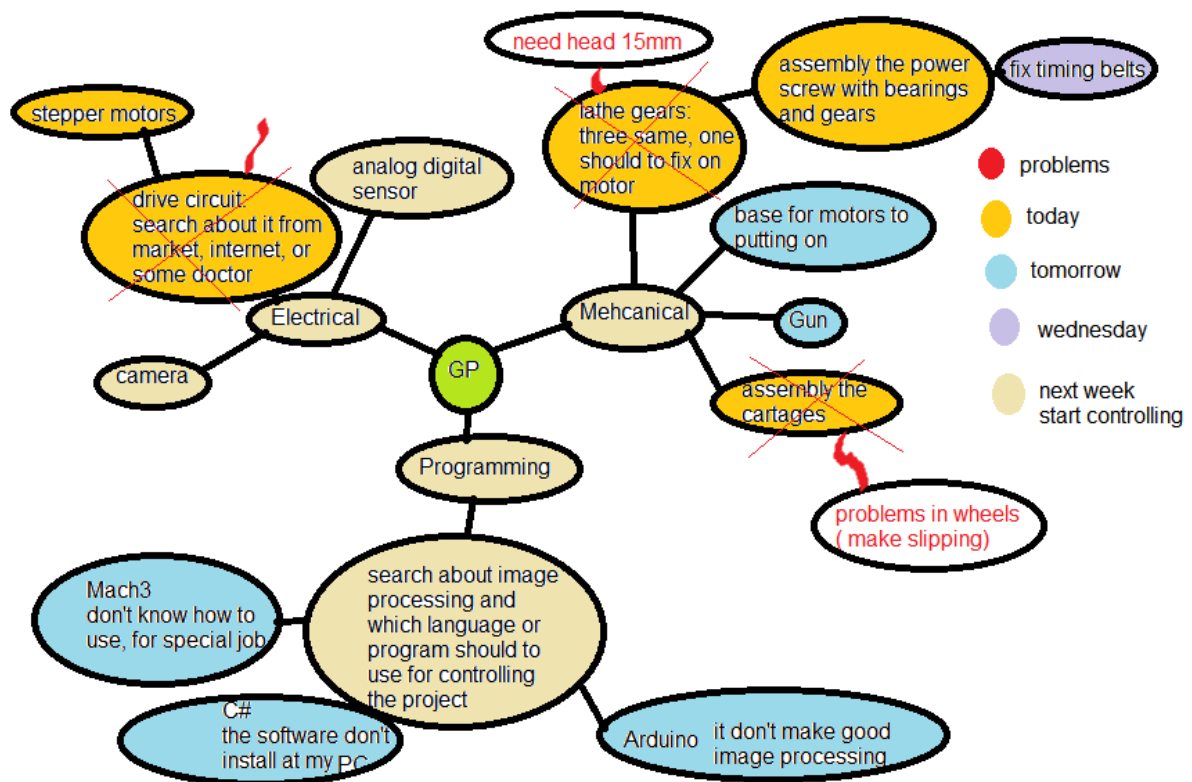 need head 15mm
assembly the power
screw with bearings
and gears
fix timing belts
stepper motors
lathe gears:
three same, one
should to fix on
motor
analog digital
sensor
problems
drive circuit:
search about it from
market, internet, or
some doctor
base for motors to
putting on
today
tomorrow
Electrical
Mehcanical
Gun
wednesday
camera
GP
assembly the
cartages
next week
start controlling
Programming
problems in wheels
( make slipping)
search about image
processing and
which language or
program should to
use for controlling
the project
Mach3
don't know how to
use, for special job
C#
the software don't
install at my PC
Arduino
it don't make good
image processing